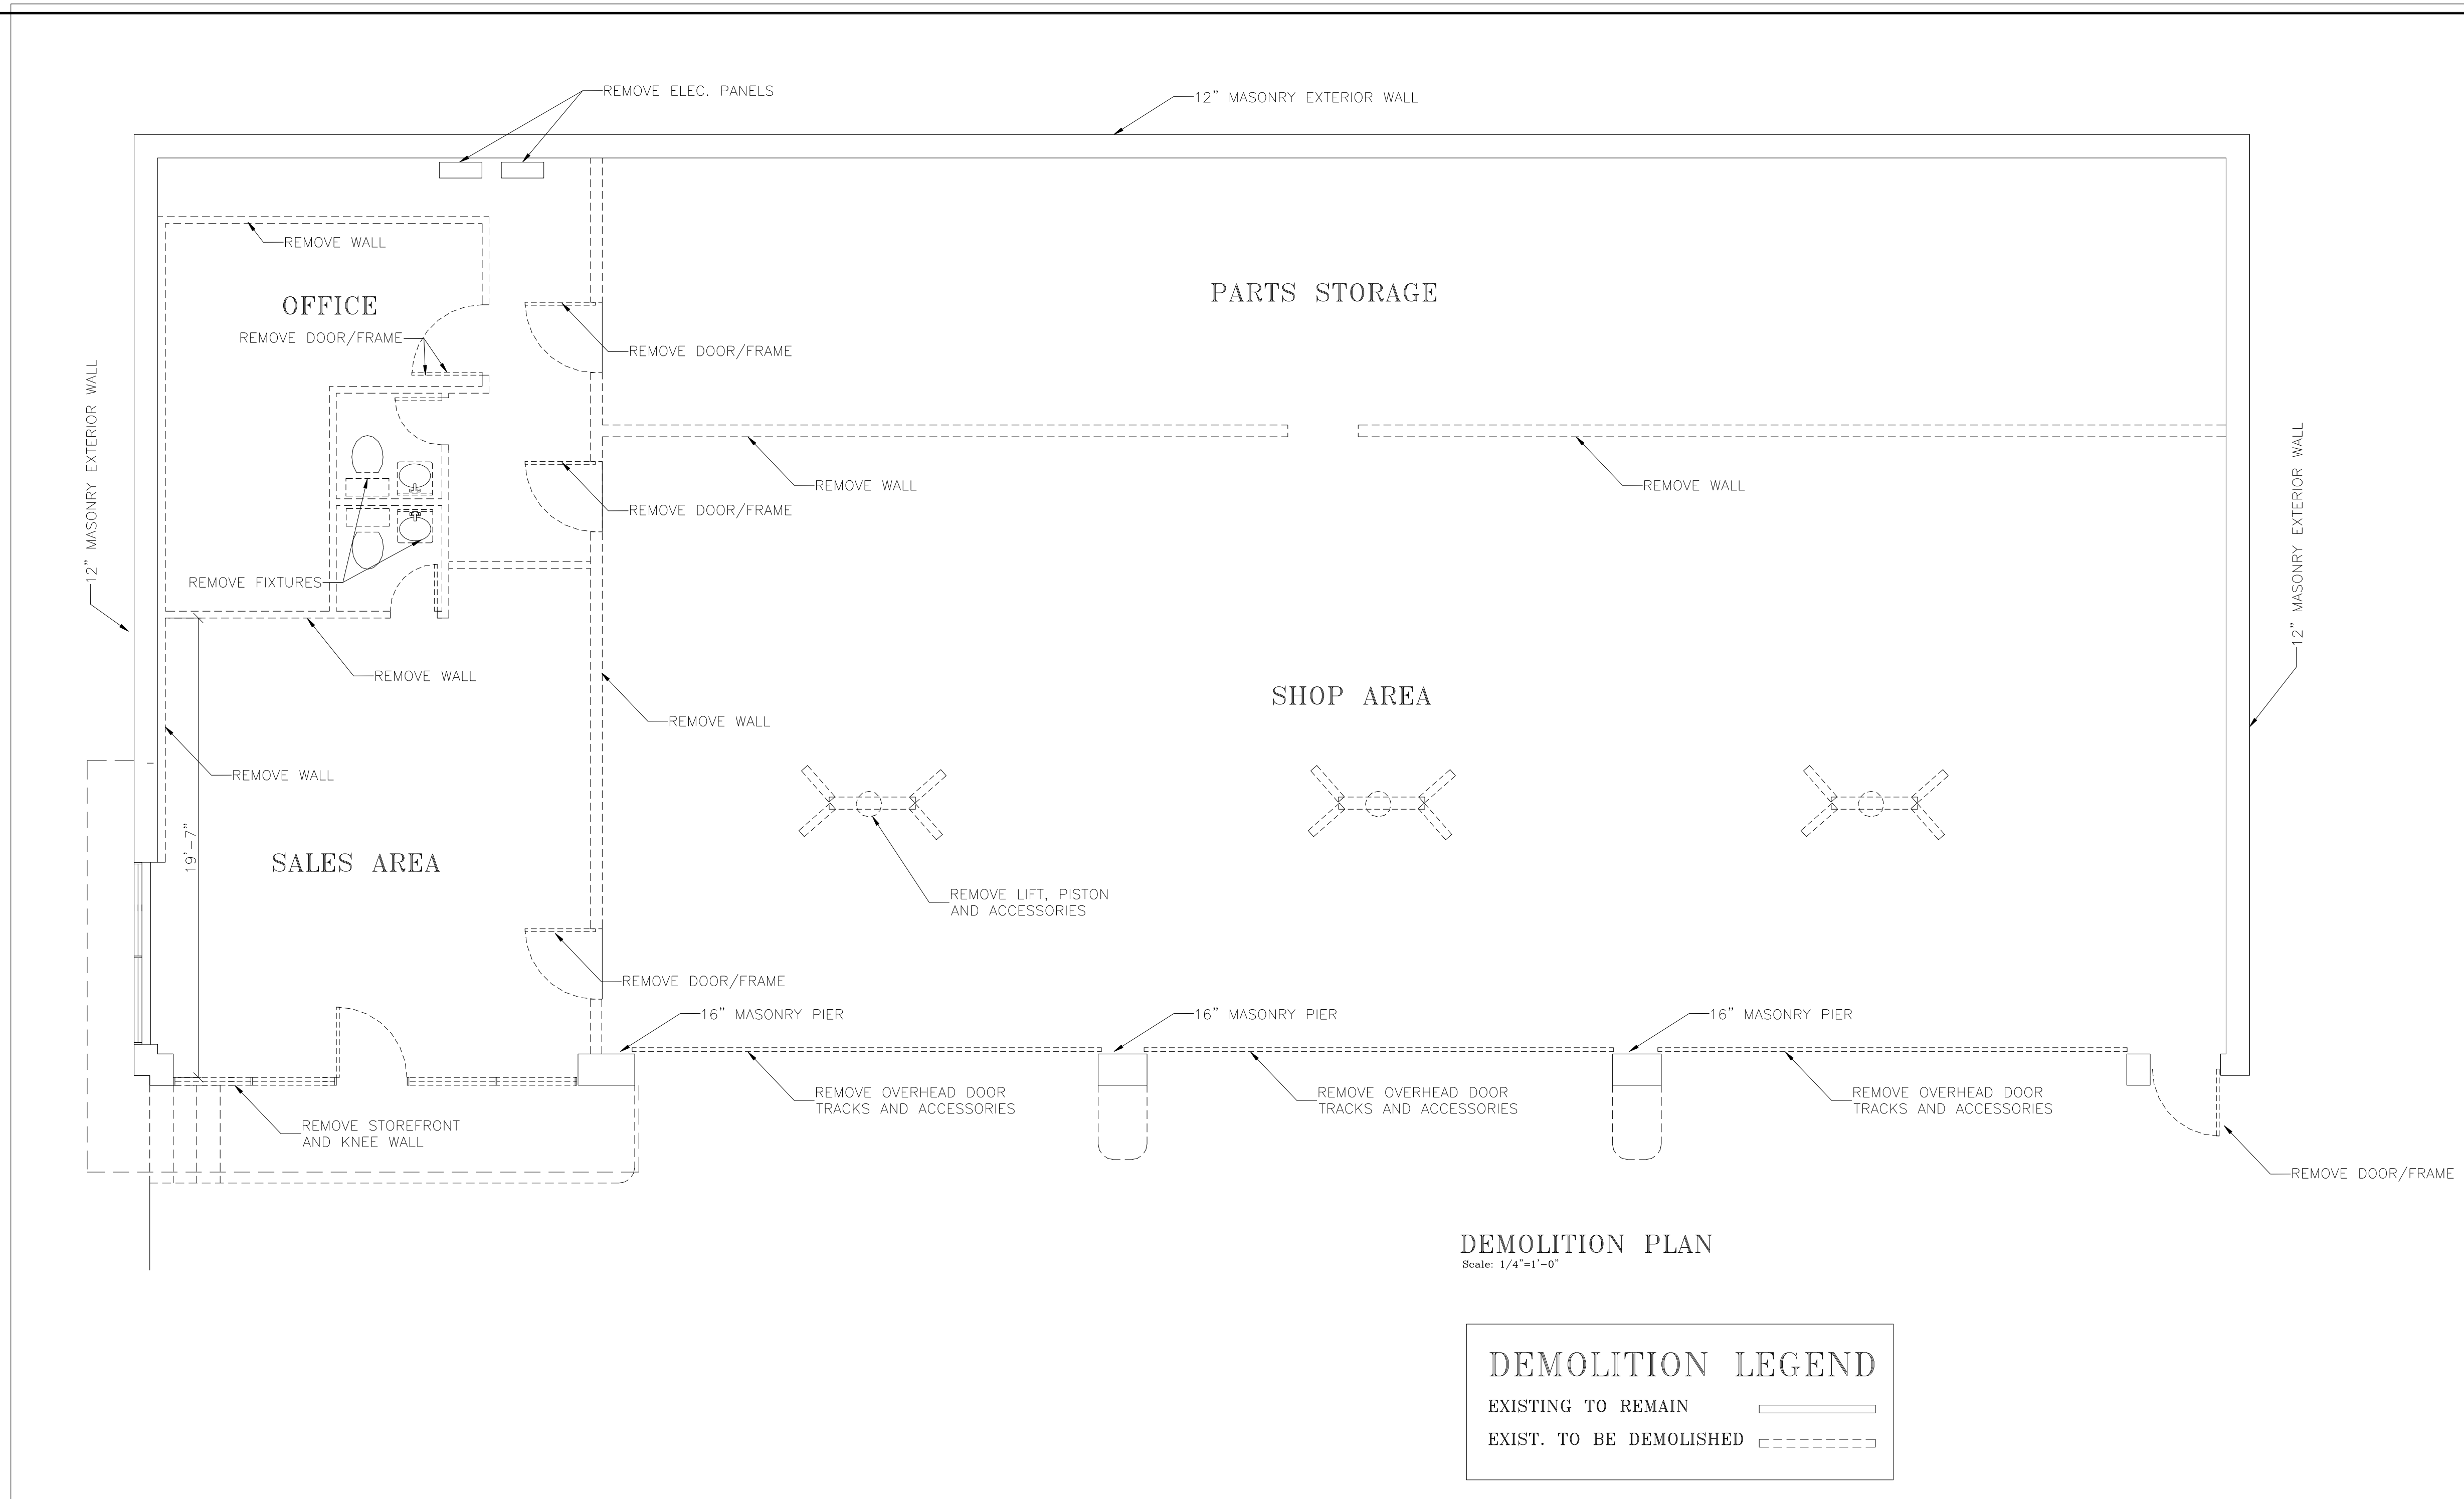 REMOVE ELEC. PANELS
12" MASONRY EXTERIOR WALL
REMOVE WALL
OFFICE
PARTS STORAGE
REMOVE DOOR/FRAME
REMOVE DOOR/FRAME
12" MASONRY EXTERIOR WALL
12" MASONRY EXTERIOR WALL
REMOVE WALL
REMOVE WALL
REMOVE DOOR/FRAME
REMOVE FIXTURES
REMOVE WALL
SHOP AREA
REMOVE WALL
REMOVE WALL
19'-7"
SALES AREA
REMOVE LIFT, PISTON
AND ACCESSORIES
REMOVE DOOR/FRAME
16" MASONRY PIER
16" MASONRY PIER
16" MASONRY PIER
REMOVE OVERHEAD DOOR
TRACKS AND ACCESSORIES
REMOVE OVERHEAD DOOR
TRACKS AND ACCESSORIES
REMOVE OVERHEAD DOOR
TRACKS AND ACCESSORIES
REMOVE STOREFRONT
AND KNEE WALL
REMOVE DOOR/FRAME
DEMOLITION PLAN
Scale: 1/4"=1'-0"
DEMOLITION LEGEND
EXISTING TO REMAIN
EXIST. TO BE DEMOLISHED